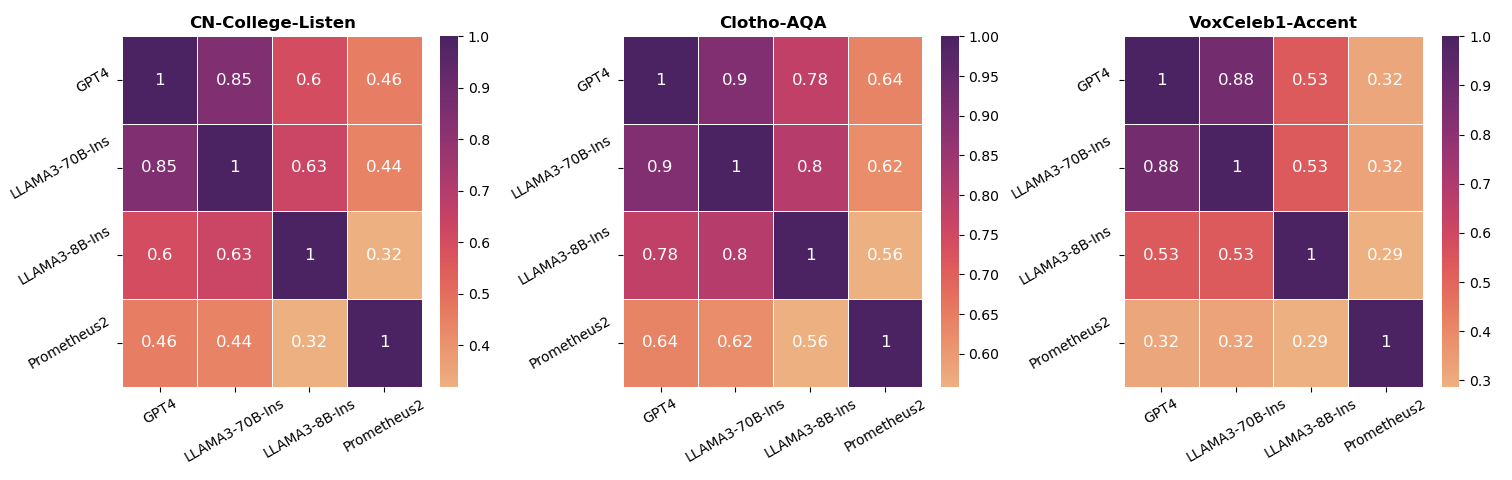 CN-College-Listen
GPT4
LLAMA3-70B-Ins
LLAMA3-8B-Ins
Prometheus2
1 0.85 0.6 0.46
0.85 1 0.63 0.44
0.6 0.63 1 0.32
0.46 0.44 0.32 1
GPT4
LLAMA3-70B-Ins
LLAMA3-8B-Ins
Prometheus2
1.0
0.9
0.8
0.7
0.6
0.5
0.4
Clotho-AQA
GPT4
LLAMA3-70B-Ins
LLAMA3-8B-Ins
Prometheus2
1 0.9 0.78 0.64
0.9 1 0.8 0.62
0.78 0.8 1 0.56
0.64 0.62 0.56 1
GPT4
LLAMA3-70B-Ins
LLAMA3-8B-Ins
Prometheus2
1.00
0.95
0.90
0.85
0.80
0.75
0.70
0.65
0.60
VoxCeleb1-Accent
GPT4
LLAMA3-70B-Ins
LLAMA3-8B-Ins
Prometheus2
1 0.88 0.53 0.32
0.88 1 0.53 0.32
0.53 0.53 1 0.29
0.32 0.32 0.29 1
GPT4
LLAMA3-70B-Ins
LLAMA3-8B-Ins
Prometheus2
1.0
0.9
0.8
0.7
0.6
0.5
0.4
0.3